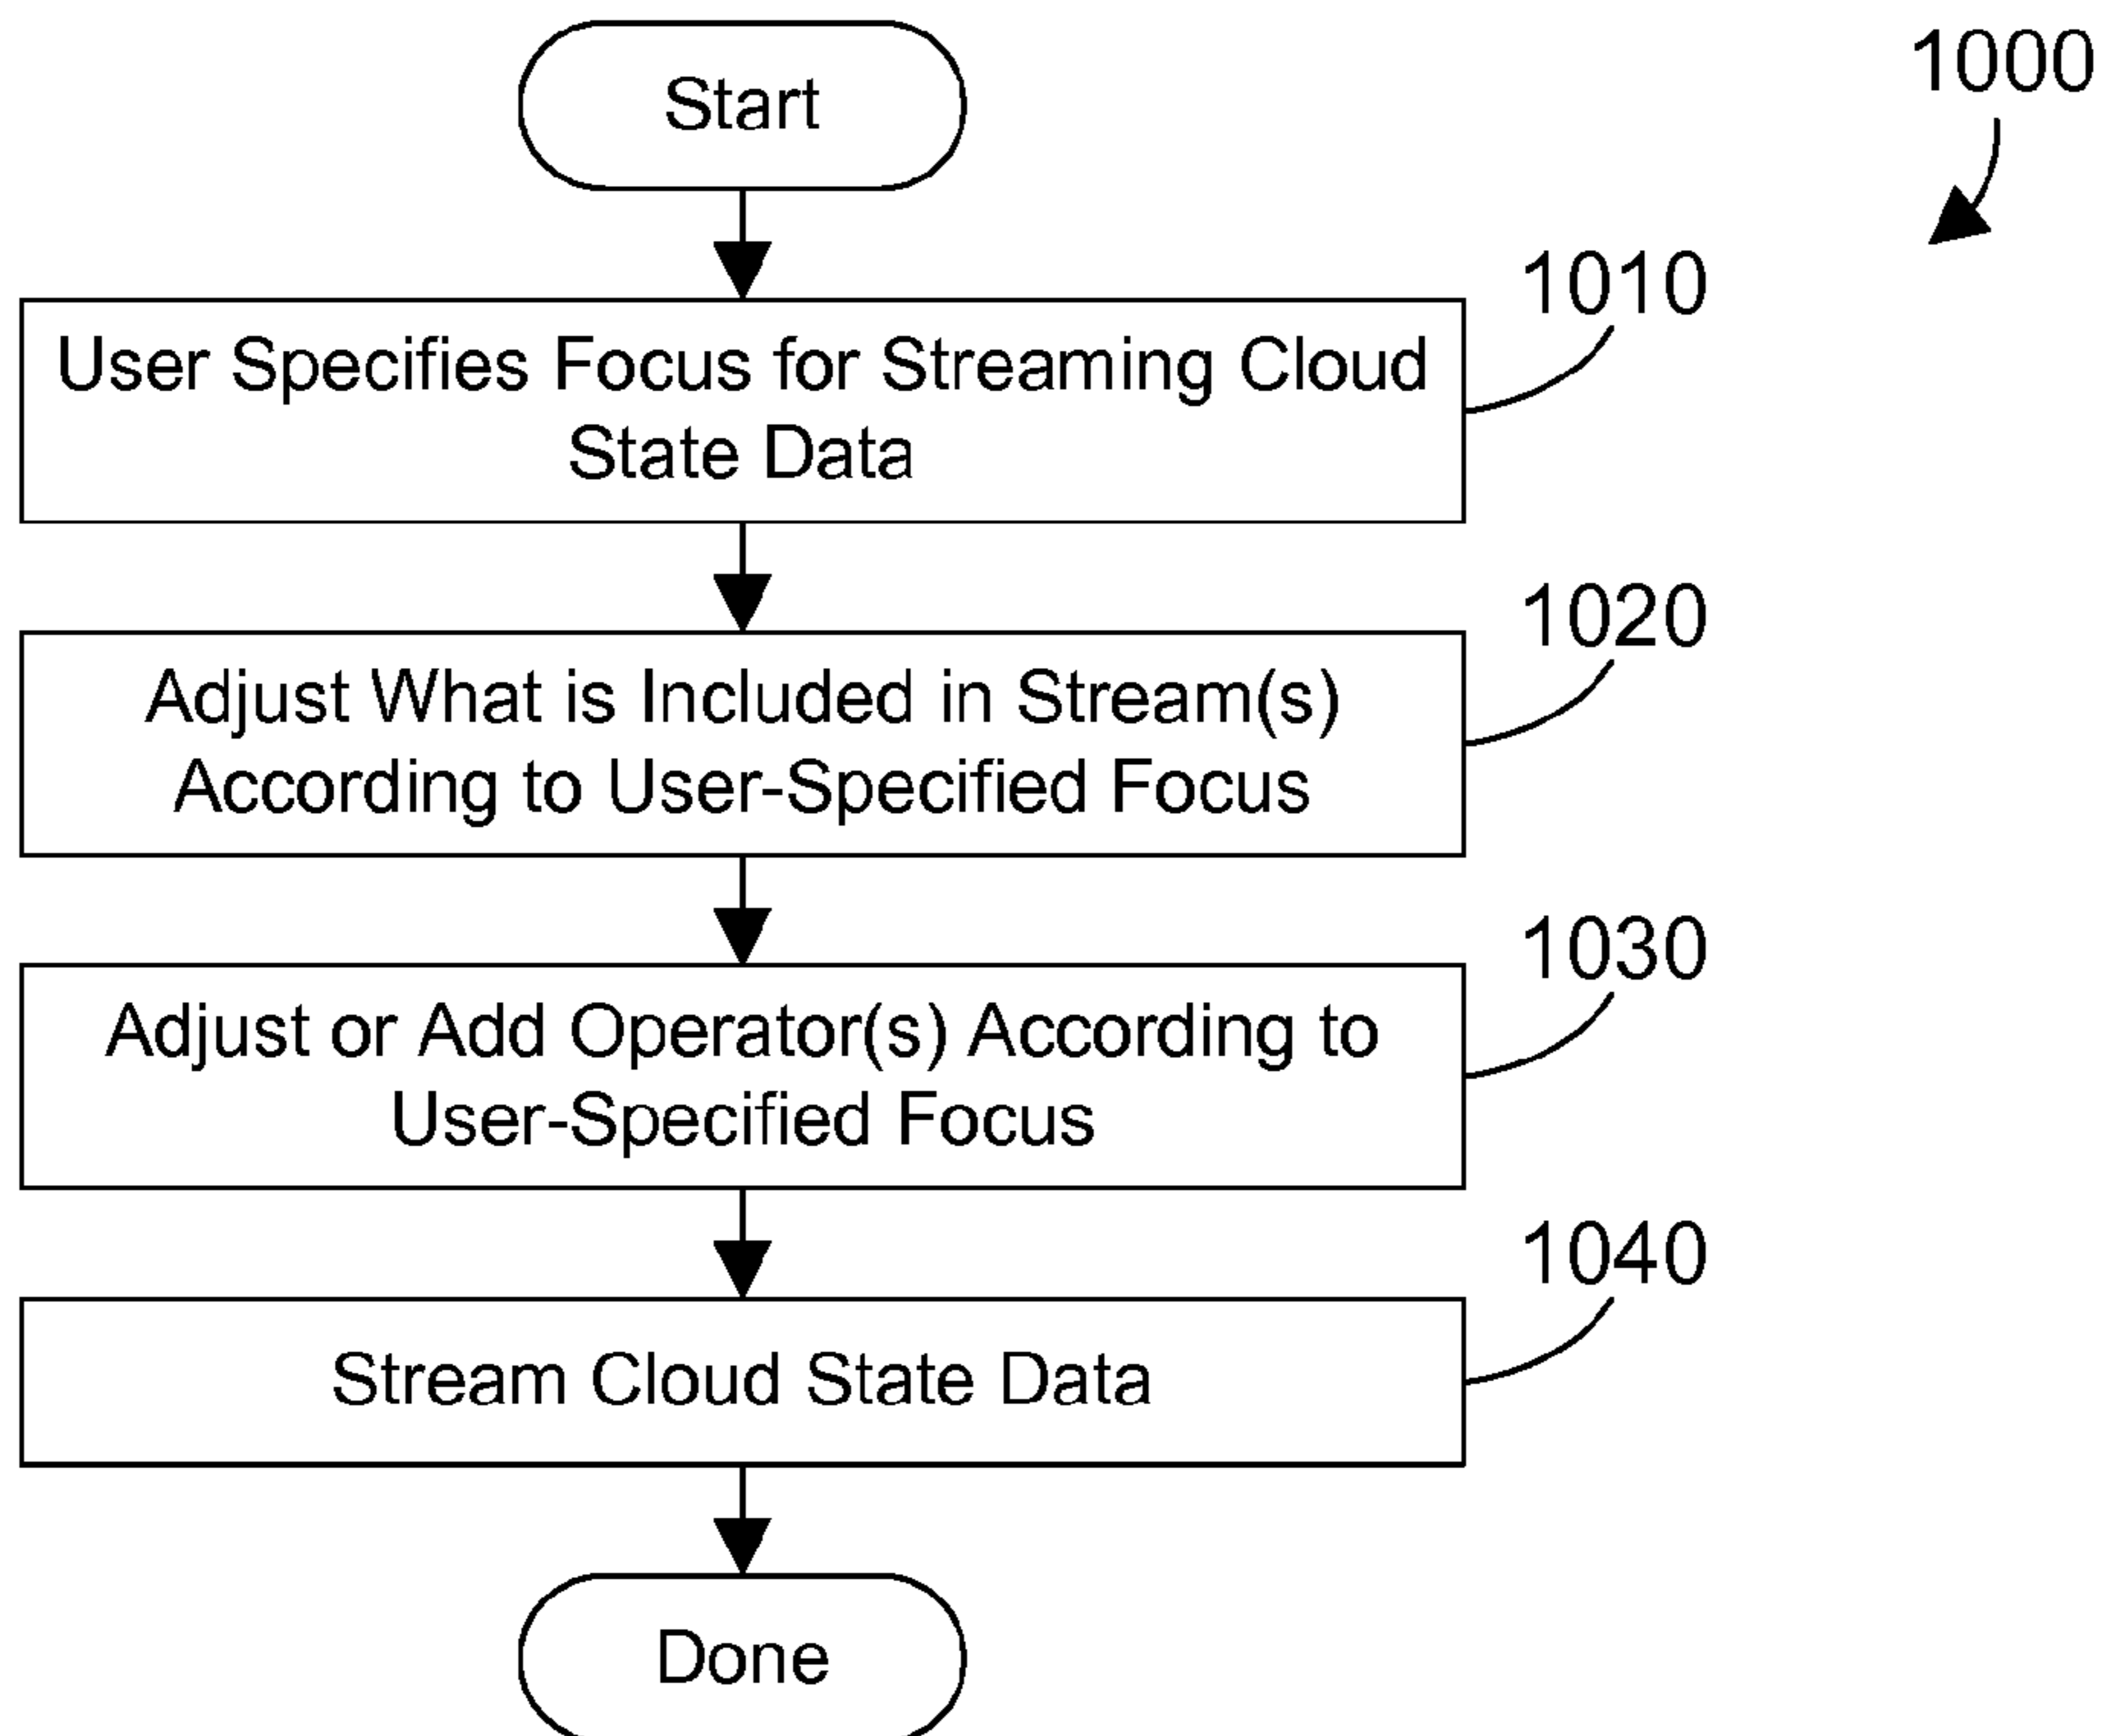 Start
1000
1010
User Specifies Focus for Streaming Cloud
State Data
1020
Adjust What is Included in Stream(s)
According to User-Specified Focus
1030
Adjust or Add Operator(s) According to
User-Specified Focus
1040
Stream Cloud State Data
Done